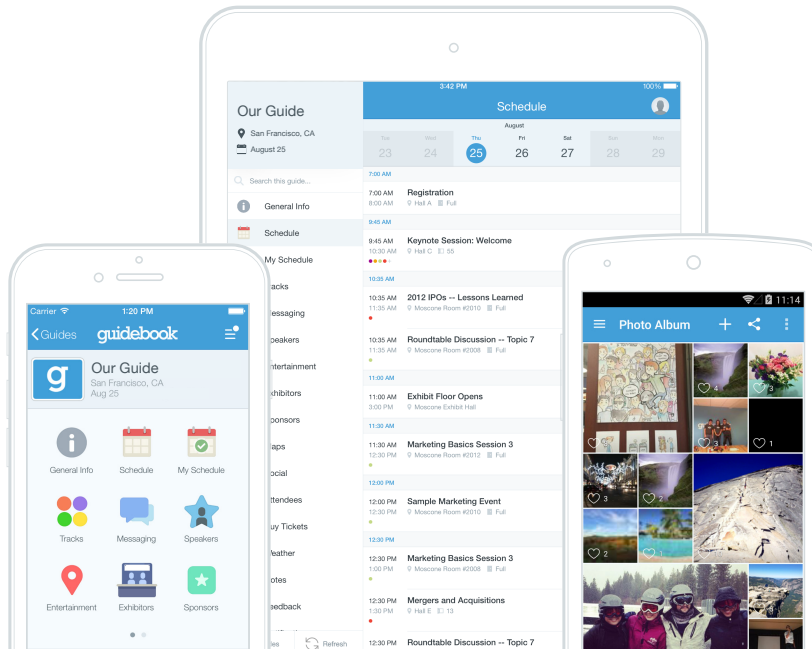 3:42 PM
100%
Our Guide
San Francisco, CA
August 25
Search this guide...
General Info
Schedule
My Schedule
Schedule
August
Tue Wed Thu Fri Sat Sun Mon
23 24 25 26 27 28 29
7:00 AM
7:00 AM Registration
8:00 AM Hall A Full
9:45 AM
9:45 AM Keynote Session: Welcome
10:30 AM Hall C 55
10:35 AM
10:35 AM 2012 IPOs -- Lessons Learned
11:35 AM Moscone Room #2010 Full
10:35 AM Roundtable Discussion -- Topic 7
11:35 AM Moscone Room #2008 Full
11:00 AM
11:00 AM Exhibit Floor Opens
3:00 PM Moscone Exhibit Hall
11:30 AM
11:30 AM Marketing Basics Session 3
12:30 PM Moscone Room #2012 Full
12:00 PM
12:00 PM Sample Marketing Event
12:30 PM Moscone Room #2010 Full
12:30 PM
12:30 PM Marketing Basics Session 3
1:00 PM Moscone Room #2008 Full
12:30 PM Mergers and Acquisitions
1:30 PM Hall E 13
12:30 PM Roundtable Discussion -- Topic 7
acks
essaging
peakers
ntertainment
xhibitors
ponsors
aps
ocial
ttendees
uy Tickets
eather
otes
eedback
Refresh
Carrier 1:20 PM
Guides guidebook
g
Our Guide
San Francisco, CA
Aug 25
General Info Schedule My Schedule
Tracks Messaging Speakers
Entertainment Exhibitors Sponsors
11:14
Photo Album
4
3
3
1
3
2
2
1